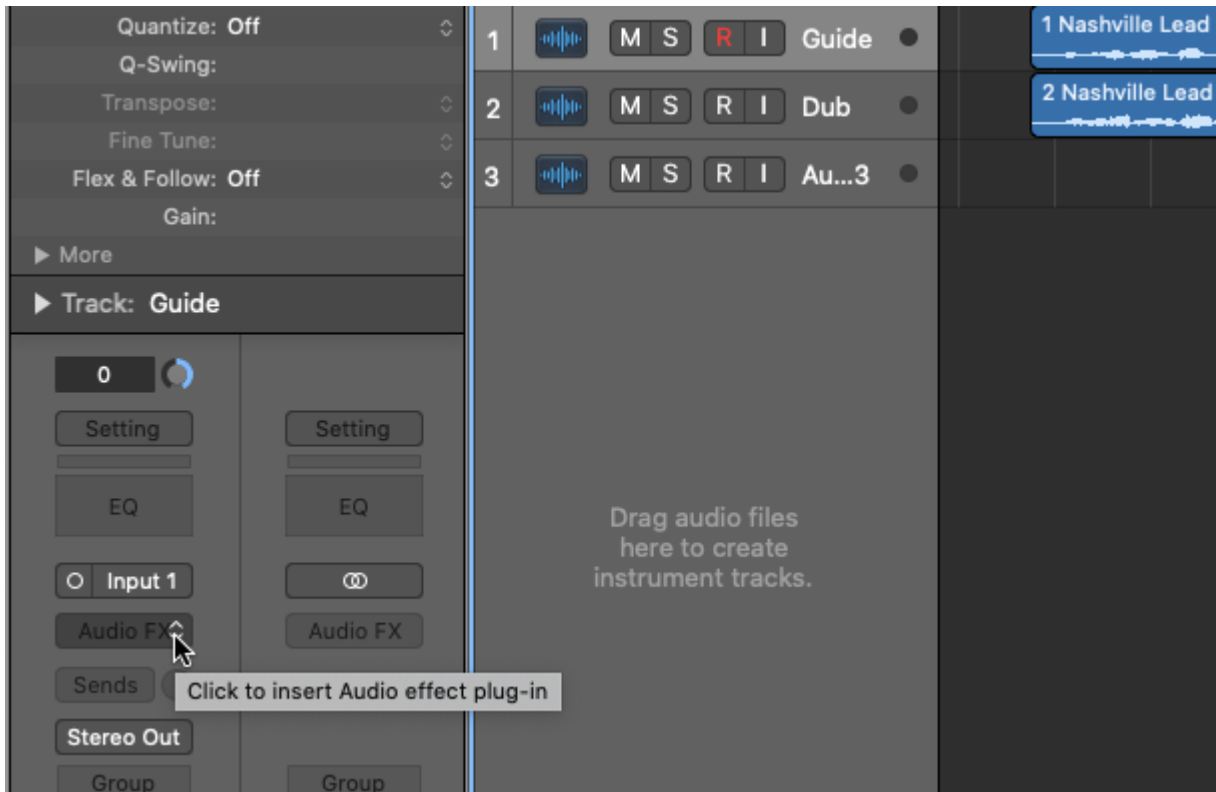 Quantize: Off
Q-Swing:
Transpose:
Fine Tune:
Flex & Follow: Off
Gain:
More
Track: Guide
0
Setting
EQ
Input 1
Audio FX
Sends
Stereo Out
Group
Setting
EQ
Audio FX
Group
Click to insert Audio effect plug-in
1 M S R I Guide
2 M S R I Dub
3 M S R I Au...3
Drag audio files
here to create
instrument tracks.
1 Nashville Lead
2 Nashville Lead